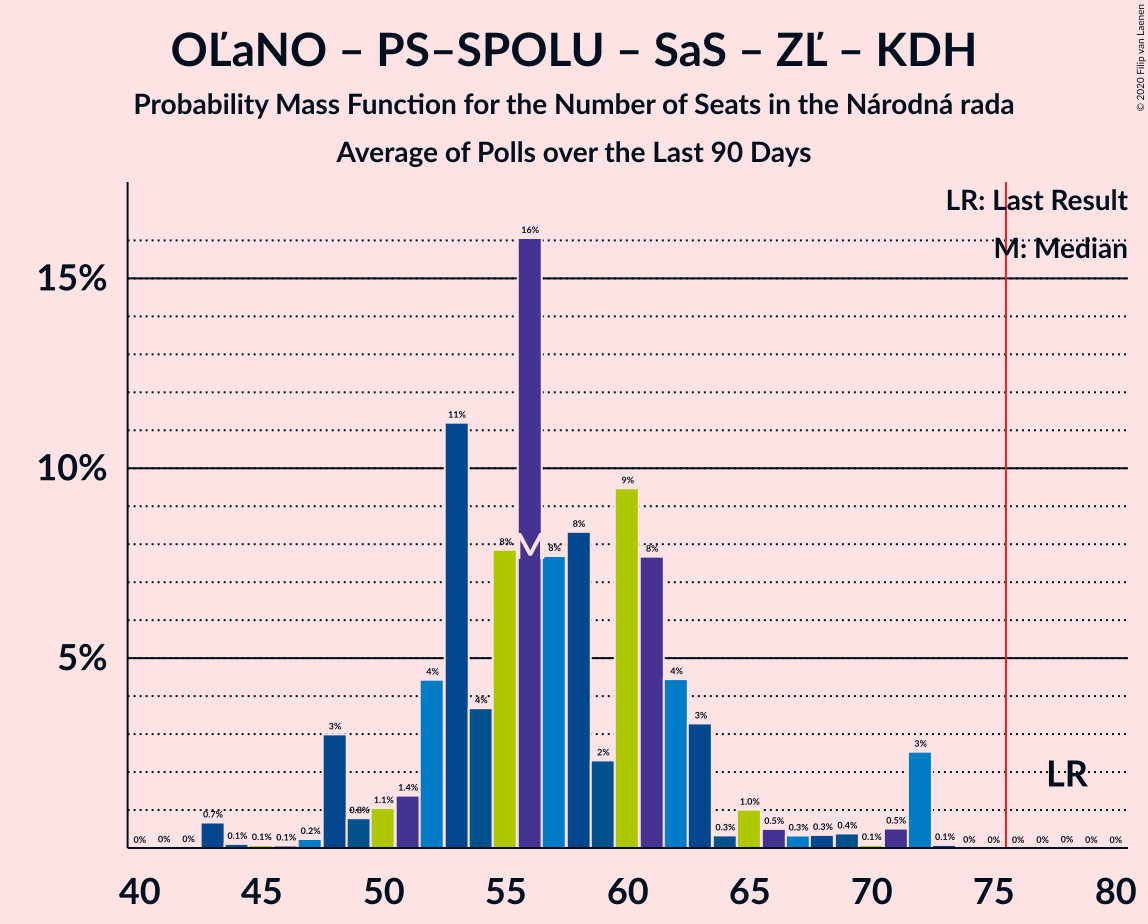 OĽaNO – PS–SPOLU – SaS – ZĽ – KDH
Probability Mass Function for the Number of Seats in the Národná rada
Average of Polls over the Last 90 Days
© 2020 Filip van Laenen
LR: Last Result
M: Median
15%
10%
5%
0% 0% 0% 0.7% 0.1% 0.1% 0.1% 0.2% 3% 0.8% 1.1% 1.4% 4% 11% 4% 8% 16% 8% 8% 2% 9% 8% 4% 3% 0.3% 1.0% 0.5% 0.3% 0.3% 0.4% 0.1% 0.5% 3% 0.1% 0% 0% 0% 0% 0% 0% 0%
M
LR
40 45 50 55 60 65 70 75 80